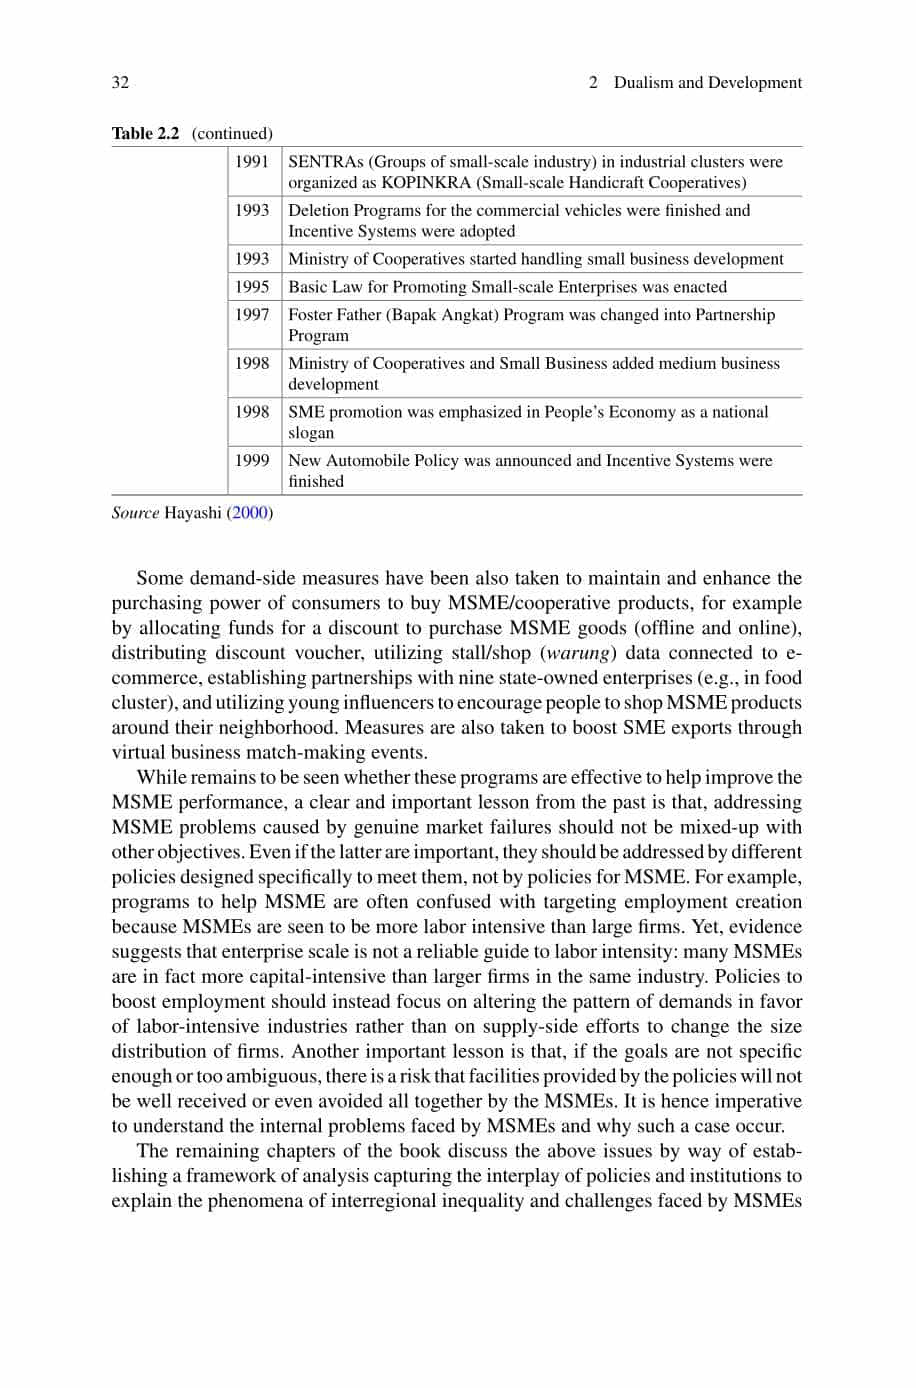 32
2 Dualism and Development
Table 2.2 (continued)
1991 SENTRAs (Groups of small-scale industry) in industrial clusters were
organized as KOPINKRA (Small-scale Handicraft Cooperatives)
1993 Deletion Programs for the commercial vehicles were finished and
Incentive Systems were adopted
1993 Ministry of Cooperatives started handling small business development
1995 Basic Law for Promoting Small-scale Enterprises was enacted
1997 Foster Father (Bapak Angkat) Program was changed into Partnership
Program
1998 Ministry of Cooperatives and Small Business added medium business
development
1998 SME promotion was emphasized in People's Economy as a national
slogan
1999 New Automobile Policy was announced and Incentive Systems were
finished
Source Hayashi (2000)
Some demand-side measures have been also taken to maintain and enhance the
purchasing power of consumers to buy MSME/cooperative products, for example
by allocating funds for a discount to purchase MSME goods (offline and online),
distributing discount voucher, utilizing stall/shop (warung) data connected to e-
commerce, establishing partnerships with nine state-owned enterprises (e.g., in food
cluster), and utilizing young influencers to encourage people to shop MSME products
around their neighborhood. Measures are also taken to boost SME exports through
virtual business match-making events.
While remains to be seen whether these programs are effective to help improve the
MSME performance, a clear and important lesson from the past is that, addressing
MSME problems caused by genuine market failures should not be mixed-up with
other objectives. Even if the latter are important, they should be addressed by different
policies designed specifically to meet them, not by policies for MSME. For example,
programs to help MSME are often confused with targeting employment creation
because MSMEs are seen to be more labor intensive than large firms. Yet, evidence
suggests that enterprise scale is not a reliable guide to labor intensity: many MSMEs
are in fact more capital-intensive than larger firms in the same industry. Policies to
boost employment should instead focus on altering the pattern of demands in favor
of labor-intensive industries rather than on supply-side efforts to change the size
distribution of firms. Another important lesson is that, if the goals are not specific
enough or too ambiguous, there is a risk that facilities provided by the policies will not
be well received or even avoided all together by the MSMEs. It is hence imperative
to understand the internal problems faced by MSMEs and why such a case occur.
The remaining chapters of the book discuss the above issues by way of estab-
lishing a framework of analysis capturing the interplay of policies and institutions to
explain the phenomena of interregional inequality and challenges faced by MSMEs